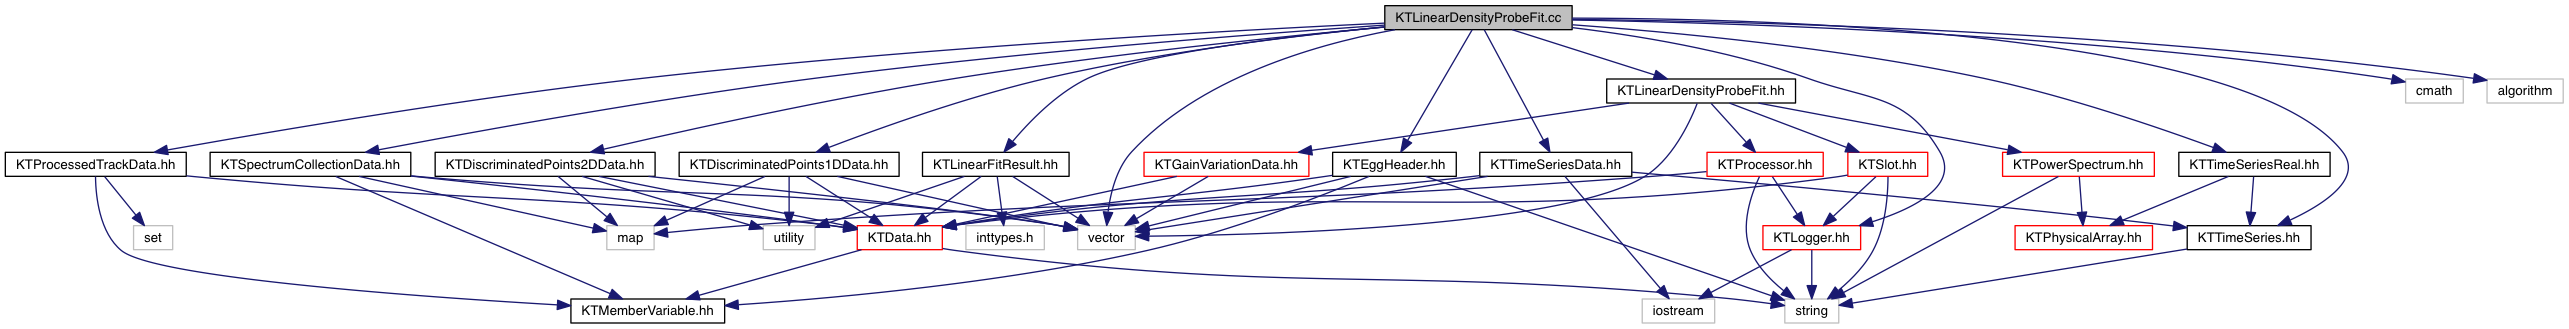 KTLinearDensityProbeFit.cc
KTLinearDensityProbeFit.hh
cmath
algorithm
KTProcessedTrackData.hh
KTSpectrumCollectionData.hh
KTDiscriminatedPoints2DData.hh
KTDiscriminatedPoints1DData.hh
KTLinearFitResult.hh
KTGainVariationData.hh
KTEggHeader.hh
KTTimeSeriesData.hh
KTProcessor.hh
KTSlot.hh
KTPowerSpectrum.hh
KTTimeSeriesReal.hh
set
map
utility
KTData.hh
inttypes.h
vector
KTLogger.hh
KTPhysicalArray.hh
KTTimeSeries.hh
KTMemberVariable.hh
iostream
string